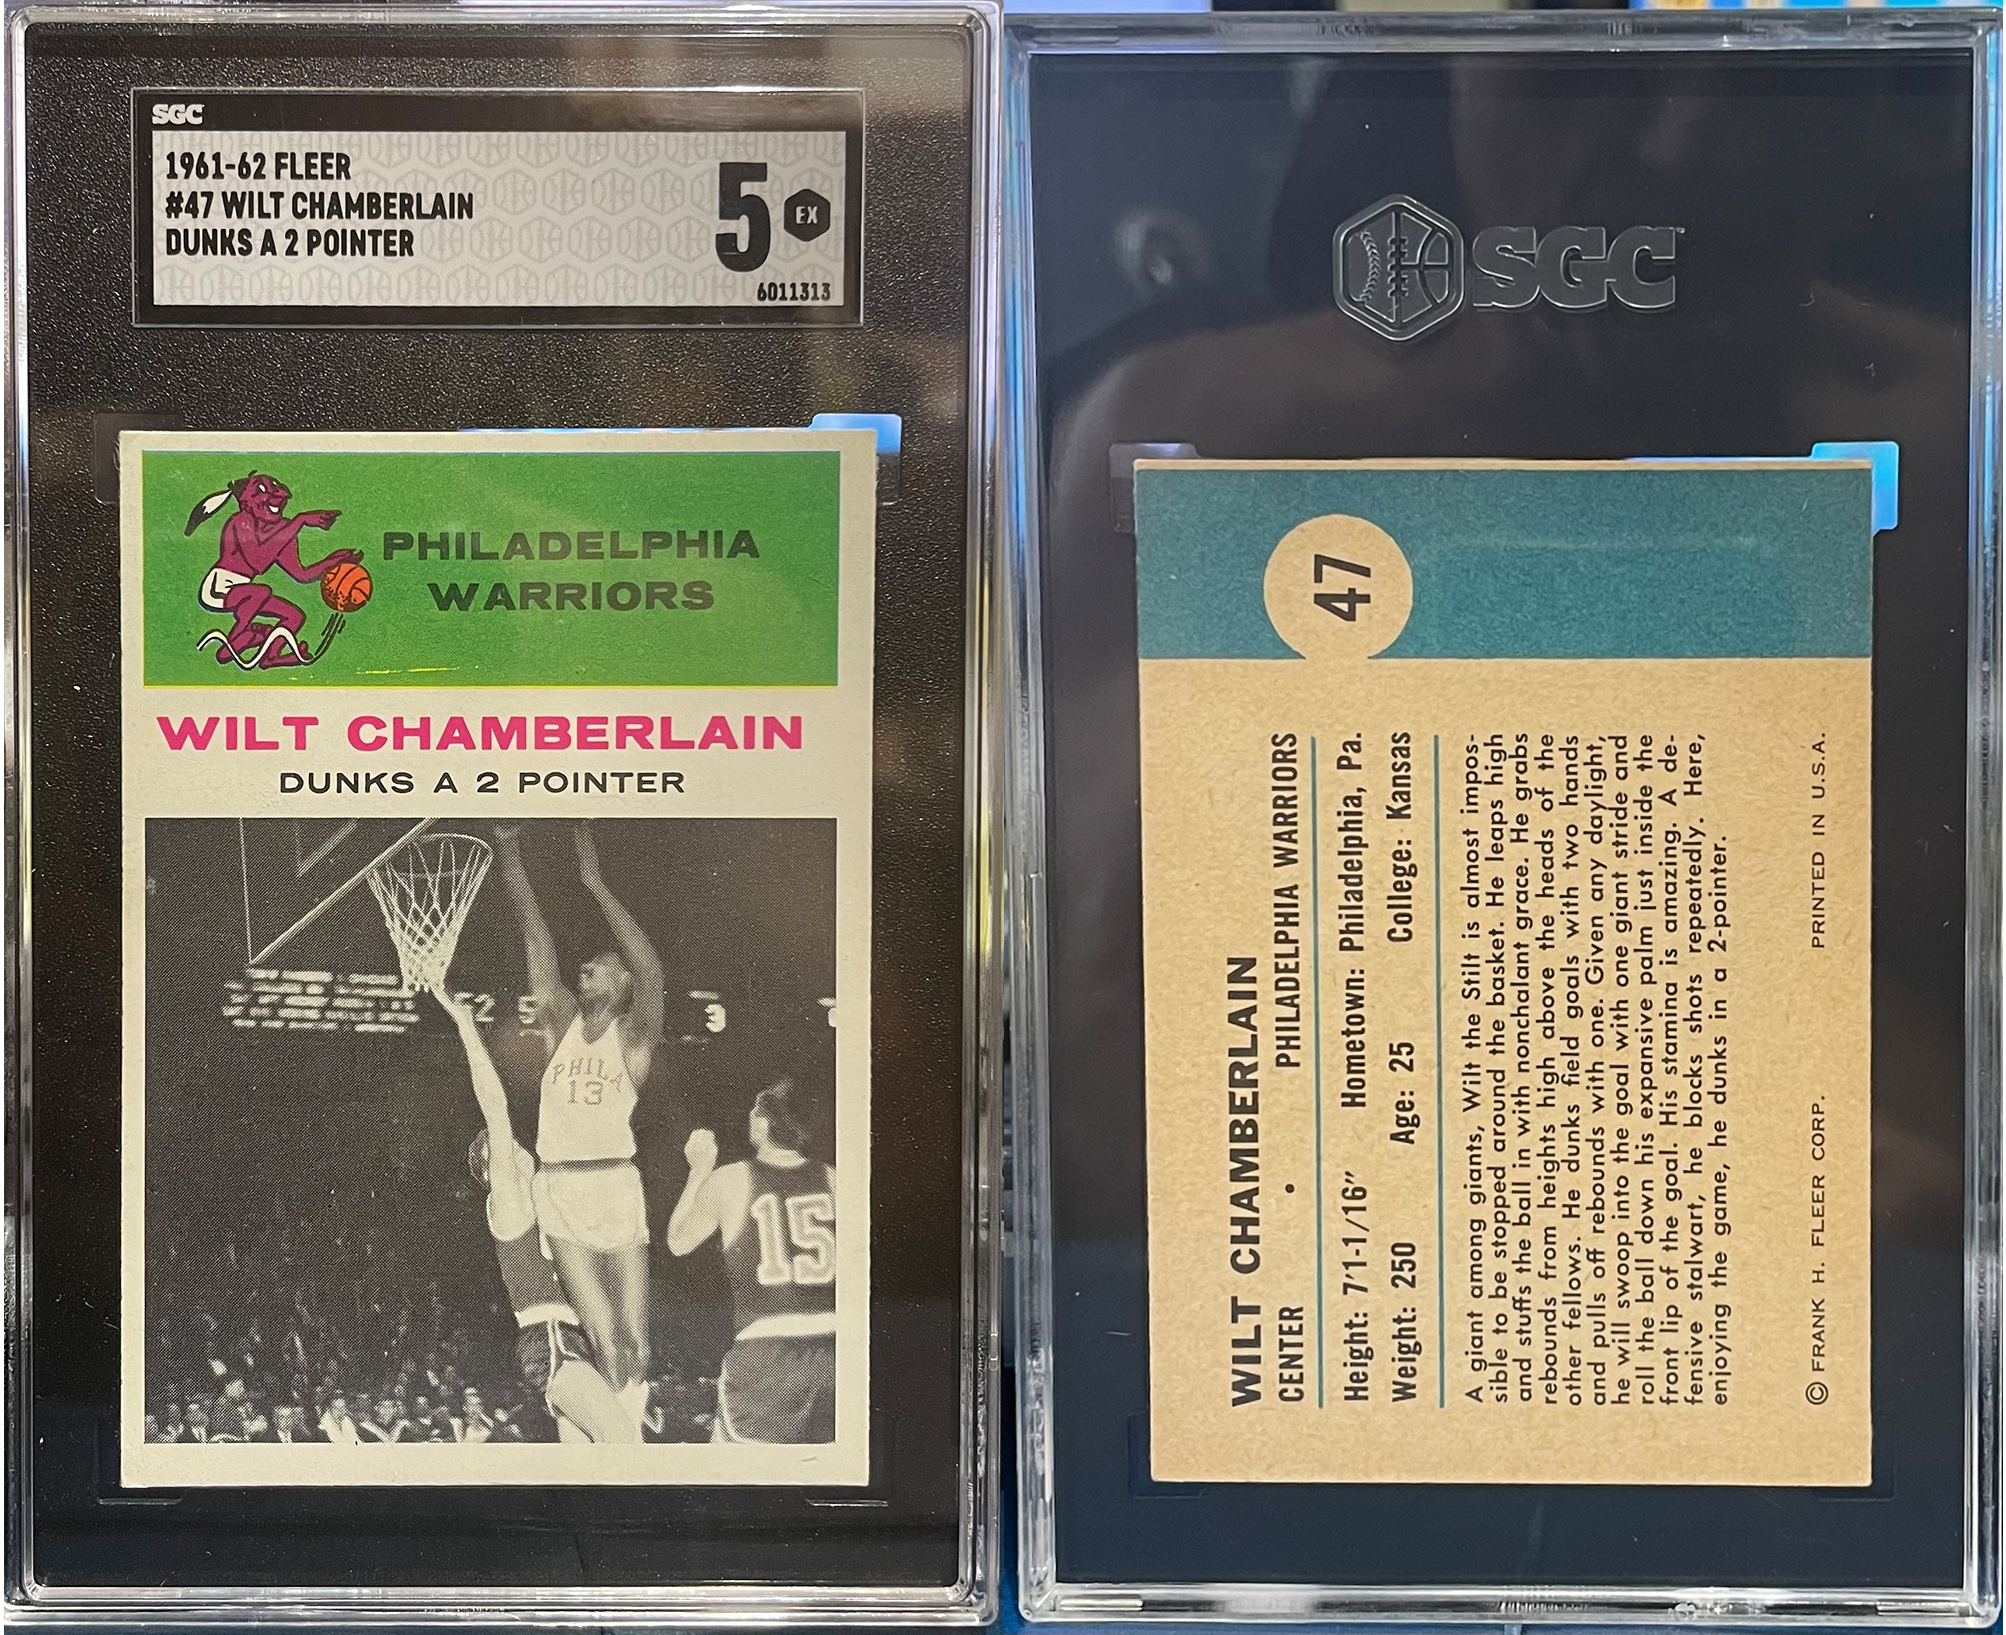 SGC
1961-62 FLEER
#47 WILT CHAMBERLAIN
DUNKS A 2 POINTER
5
EX
6011313
PHILADELPHIA
WARRIORS
WILT CHAMBERLAIN
DUNKS A 2 POINTER
PHILA
13
3
15
SGC
47
WILT CHAMBERLAIN
CENTER • PHILADELPHIA WARRIORS
Height: 7'1-1/16" Hometown: Philadelphia, Pa.
Weight: 250 Age: 25 College: Kansas
A giant among giants, Wilt the Stilt is almost impos-
sible to be stopped around the basket. He leaps high
and stuffs the ball in with nonchalant grace. He grabs
rebounds from heights high above the heads of the
other fellows. He dunks field goals with two hands
and pulls off rebounds with one. Given any daylight,
he will swoop into the goal with one giant stride and
roll the ball down his expansive palm just inside the
front lip of the goal. His stamina is amazing. A de-
fensive stalwart, he blocks shots repeatedly. Here,
enjoying the game, he dunks in a 2-pointer.
© FRANK H. FLEER CORP. PRINTED IN U.S.A.